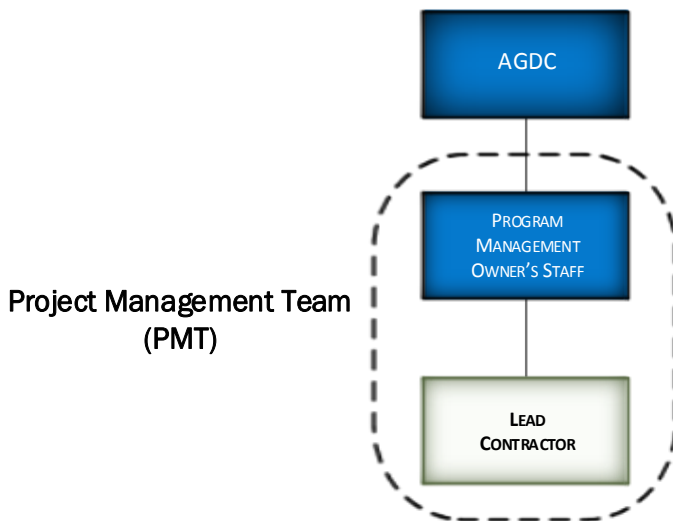 AGDC
PROGRAM
MANAGEMENT
OWNER'S STAFF
Project Management Team
(PMT)
LEAD
CONTRACTOR